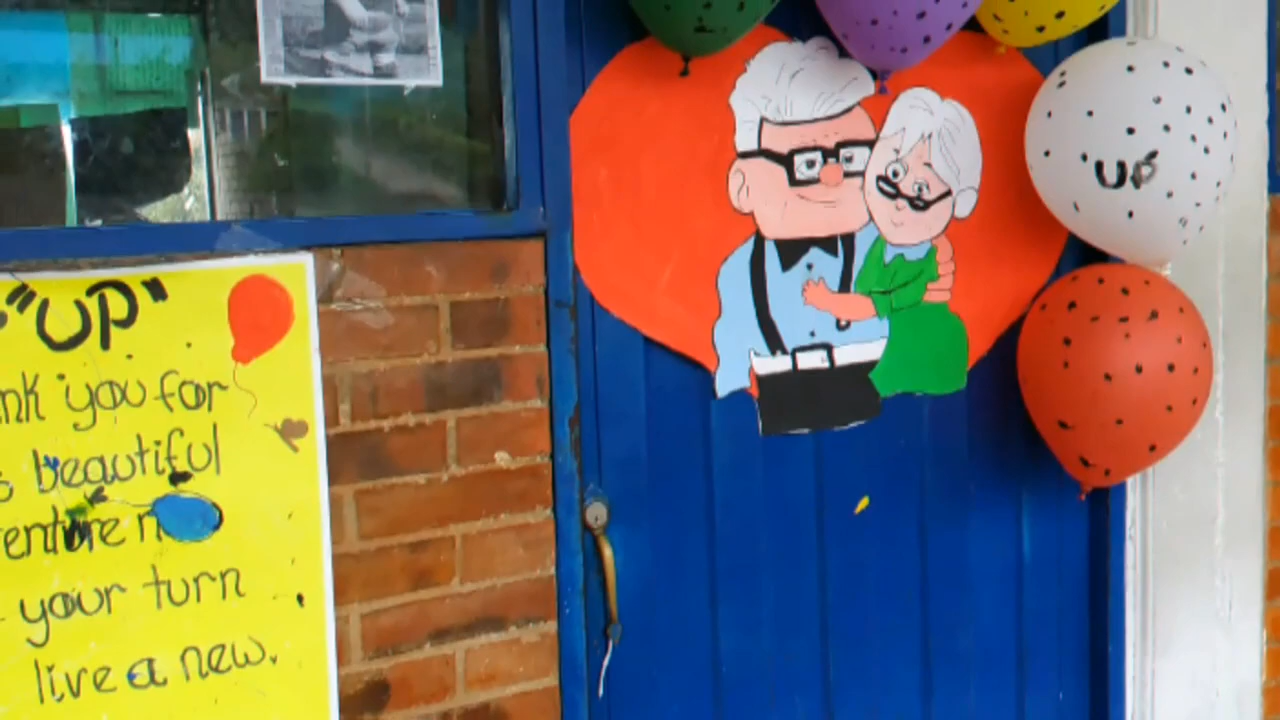 "UP"
nk you for
s beautiful
enture n
your turn
live a new.
UP